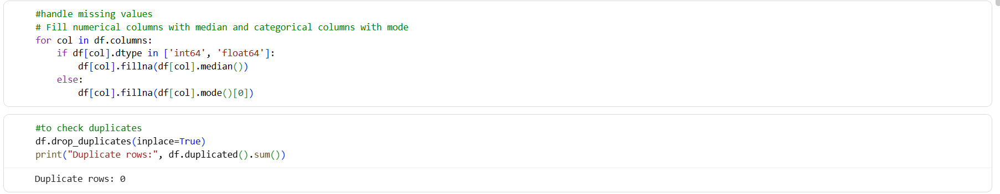 #handle missing values
# Fill numerical columns with median and categorical columns with mode
for col in df.columns:
    if df[col].dtype in ['int64', 'float64']:
        df[col].fillna(df[col].median())
    else:
        df[col].fillna(df[col].mode()[0])
#to check duplicates
df.drop_duplicates(inplace=True)
print("Duplicate rows:", df.duplicated().sum())
Duplicate rows: 0